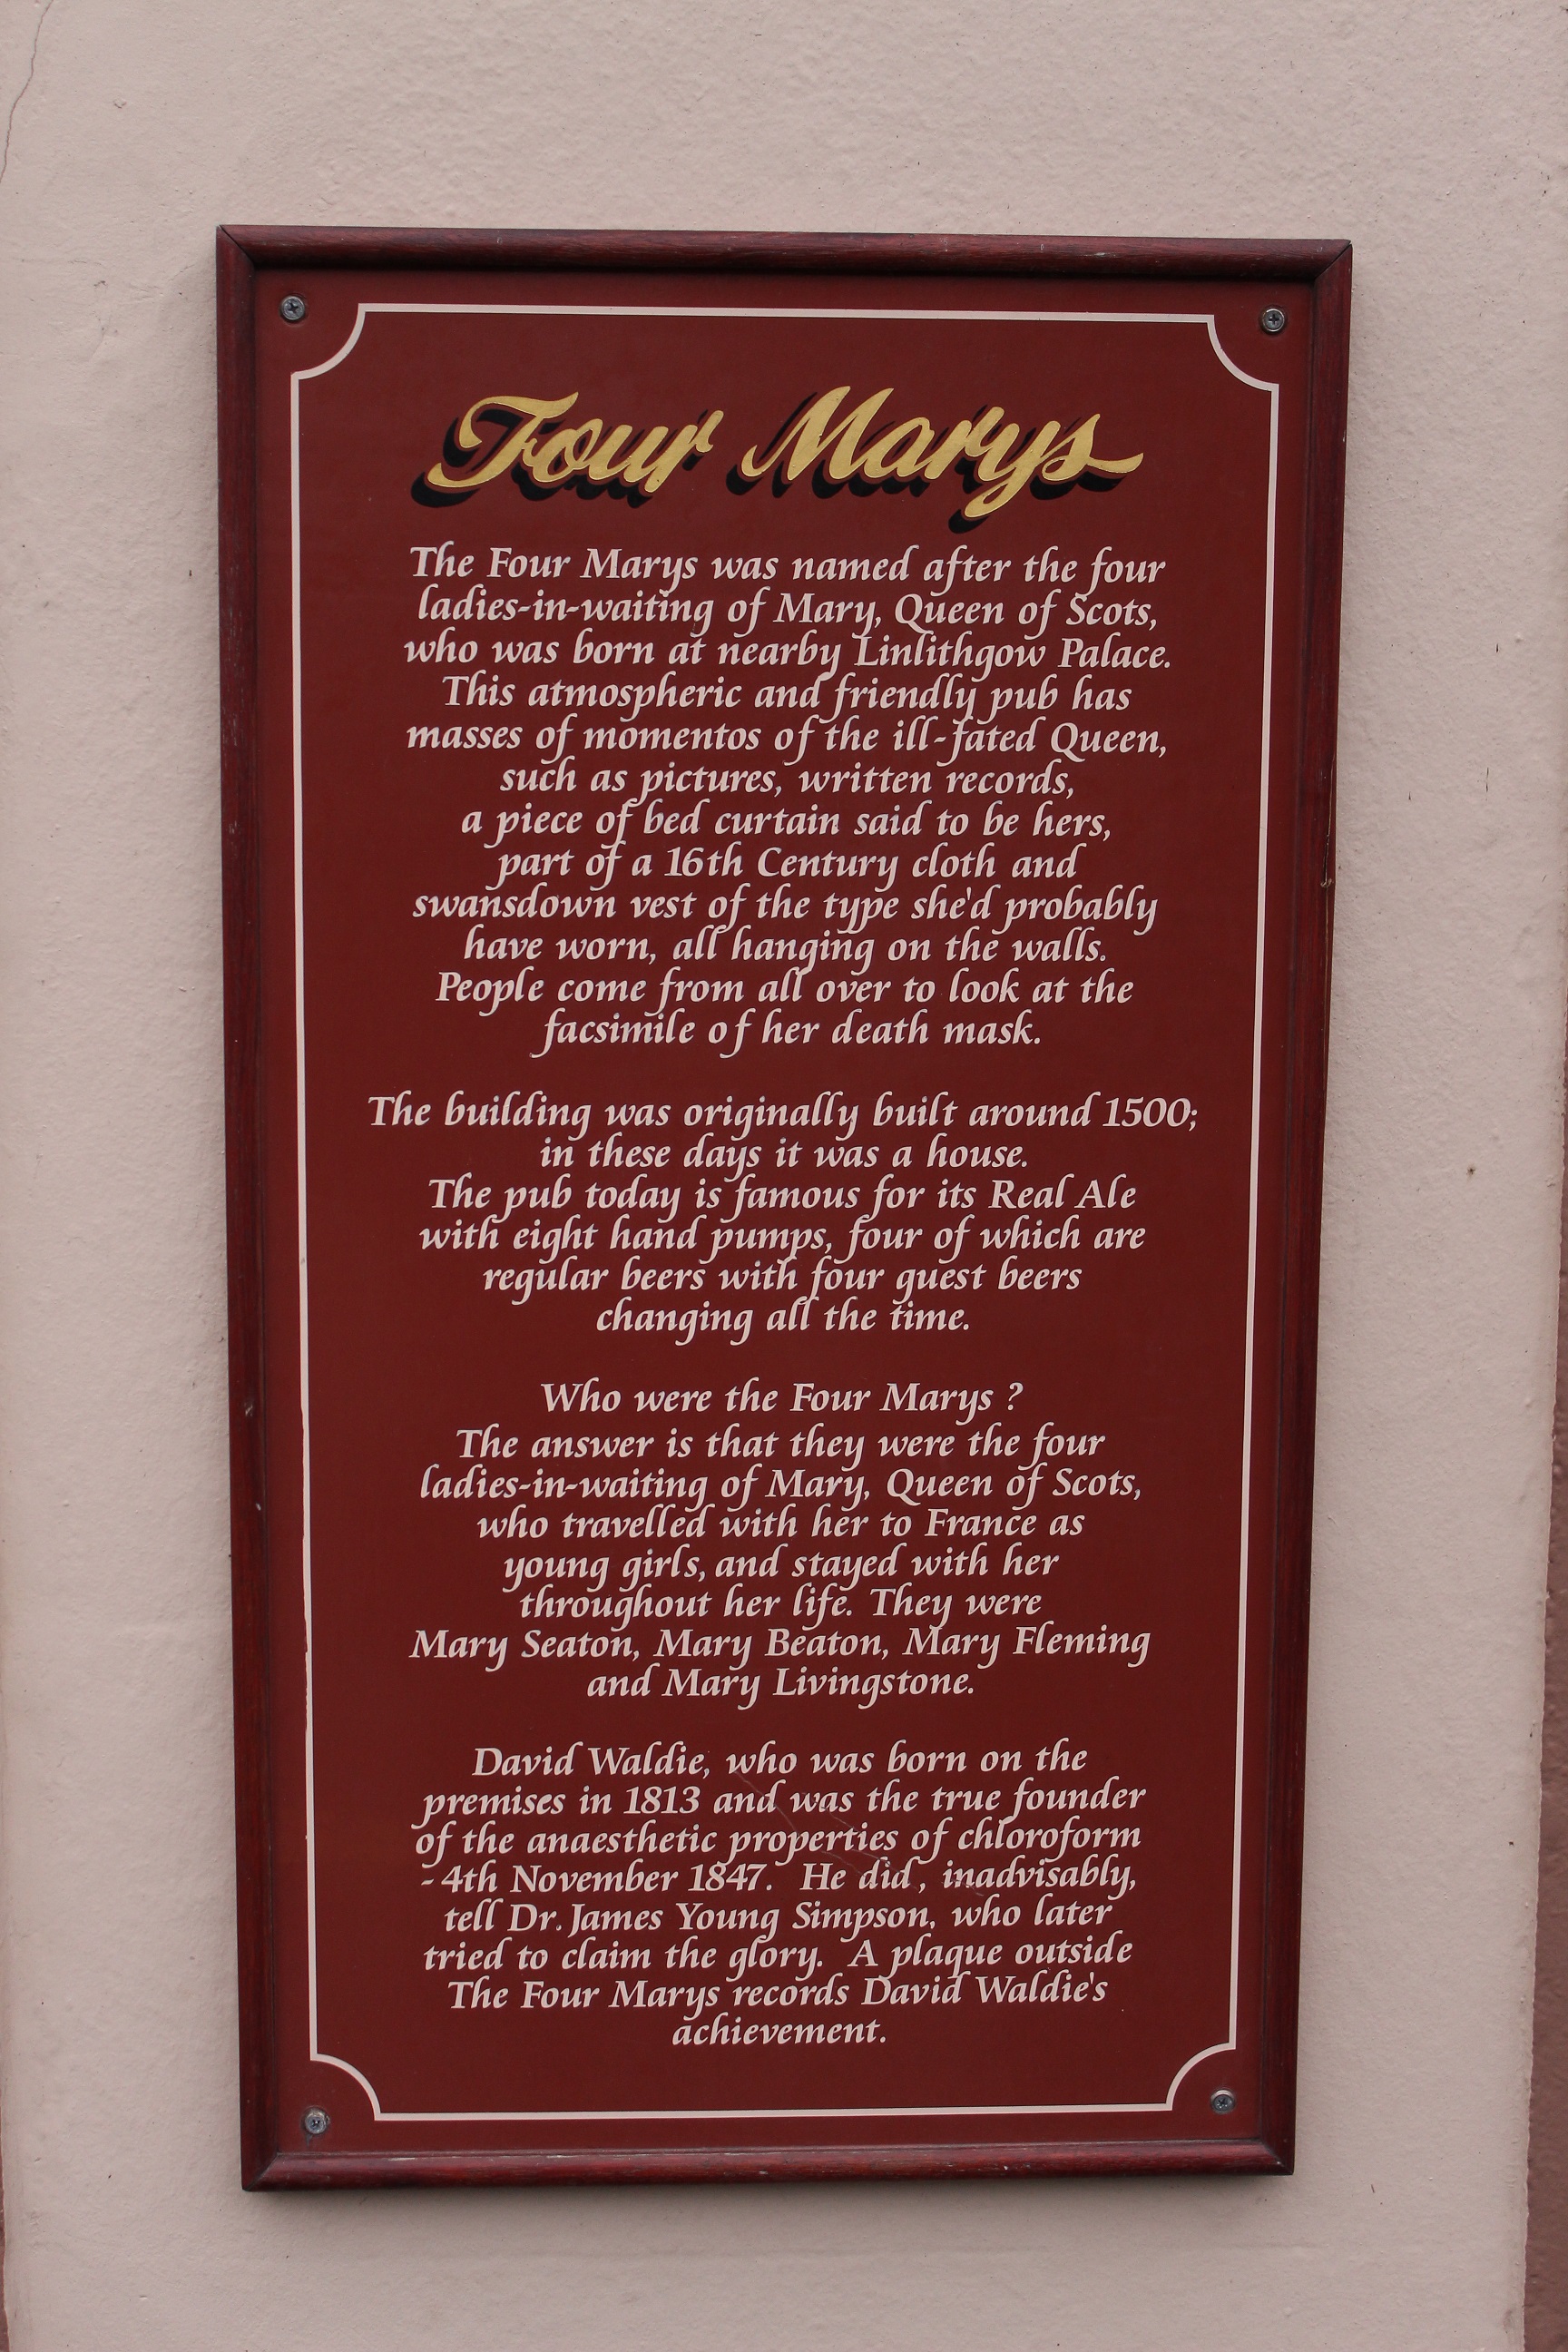 Four Marys
The Four Marys was named after the four
ladies-in-waiting of Mary, Queen of Scots,
who was born at nearby Linlithgow Palace.
This atmospheric and friendly pub has
masses of momentos of the ill-fated Queen,
such as pictures, written records,
a piece of bed curtain said to be hers,
part of a 16th Century cloth and
swansdown vest of the type she'd probably
have worn, all hanging on the walls.
People come from all over to look at the
facsimile of her death mask.
The building was originally built around 1500;
in these days it was a house.
The pub today is famous for its Real Ale
with eight hand pumps, four of which are
regular beers with four guest beers
changing all the time.
Who were the Four Marys ?
The answer is that they were the four
ladies-in-waiting of Mary, Queen of Scots,
who travelled with her to France as
young girls, and stayed with her
throughout her life. They were
Mary Seaton, Mary Beaton, Mary Fleming
and Mary Livingstone.
David Waldie, who was born on the
premises in 1813 and was the true founder
of the anaesthetic properties of chloroform
- 4th November 1847. He did, inadvisably,
tell Dr. James Young Simpson, who later
tried to claim the glory. A plaque outside
The Four Marys records David Waldie's
achievement.